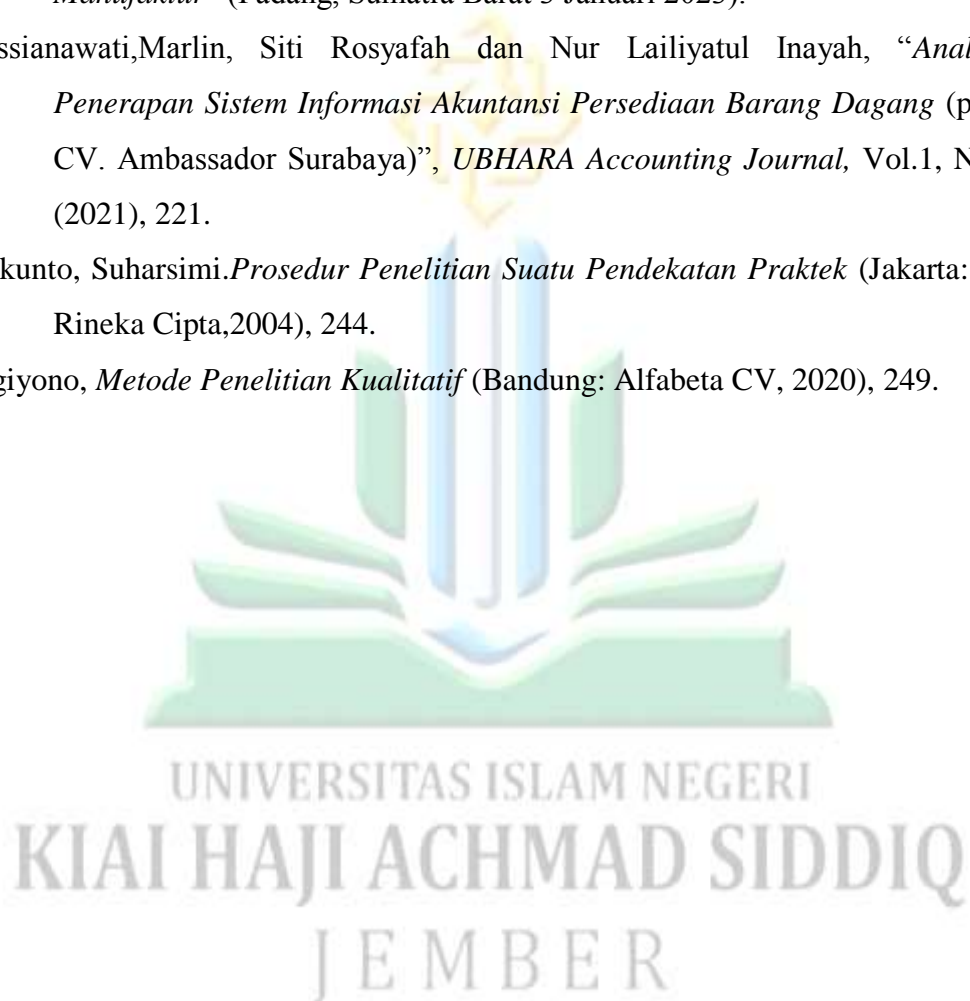 (Padang, Sumatra Barat 3 Januari 2023).
ssianawati,Marlin, Siti Rosyafah dan Nur Lailiyatul Inayah, “Anal
Penerapan Sistem Informasi Akuntansi Persediaan Barang Dagang (p
CV. Ambassador Surabaya)”, UBHARA Accounting Journal, Vol.1, N
(2021), 221.
kunto, Suharsimi.Prosedur Penelitian Suatu Pendekatan Praktek (Jakarta:
Rineka Cipta,2004), 244.
giyono, Metode Penelitian Kualitatif (Bandung: Alfabeta CV, 2020), 249.
UNIVERSITAS ISLAM NEGERI
KIAI HAJI ACHMAD SIDDIQ
JEMBER